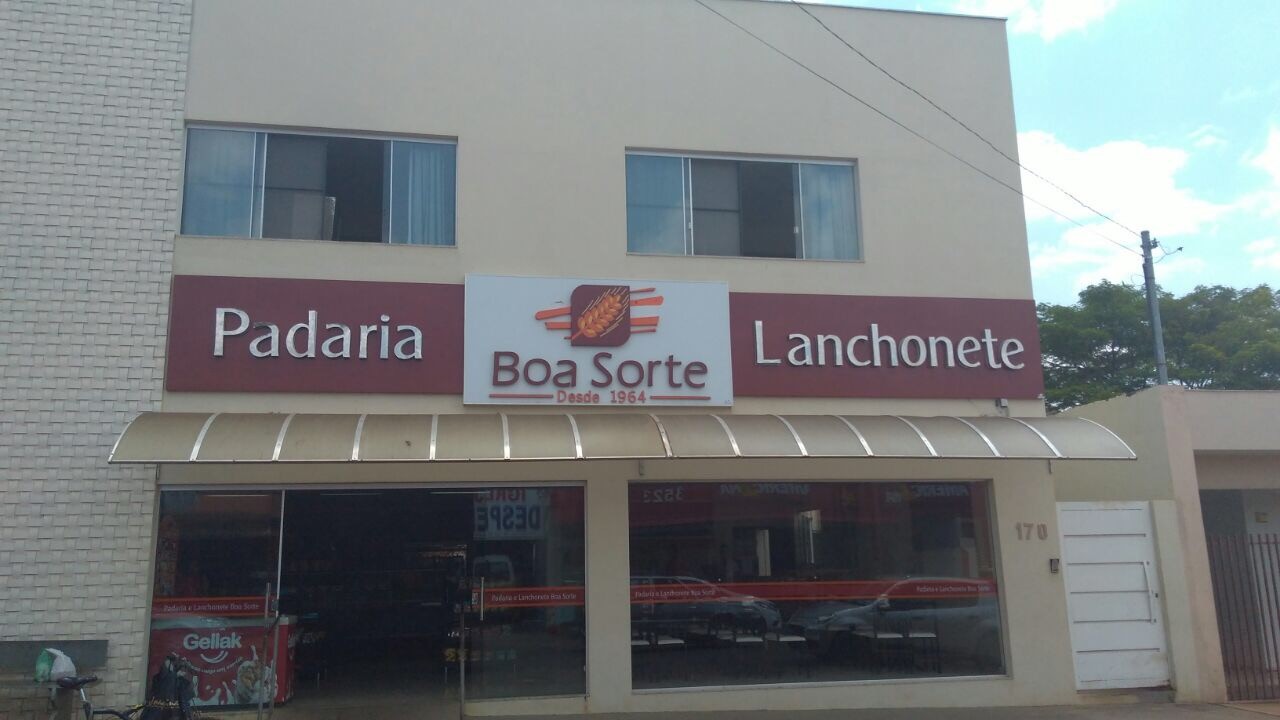 Padaria
Boa Sorte
Desde 1964
Lanchonete
170
Padaria e Lanchonete Boa Sorte
Padaria e Lanchonete Boa Sorte
Padaria e Lanchonete Boa Sorte
Padaria e Lanchonete Boa Sorte
Gellak